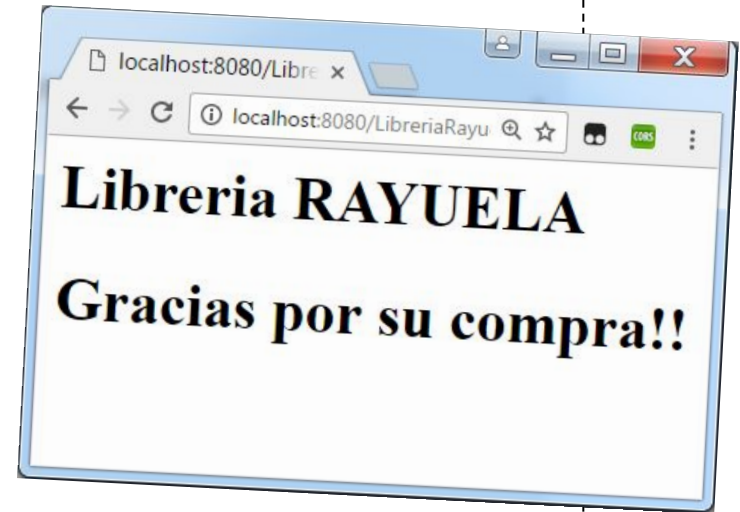 localhost:8080/Libre
localhost:8080/LibreriaRayu
CORS
Libreria RAYUELA
Gracias por su compra!!